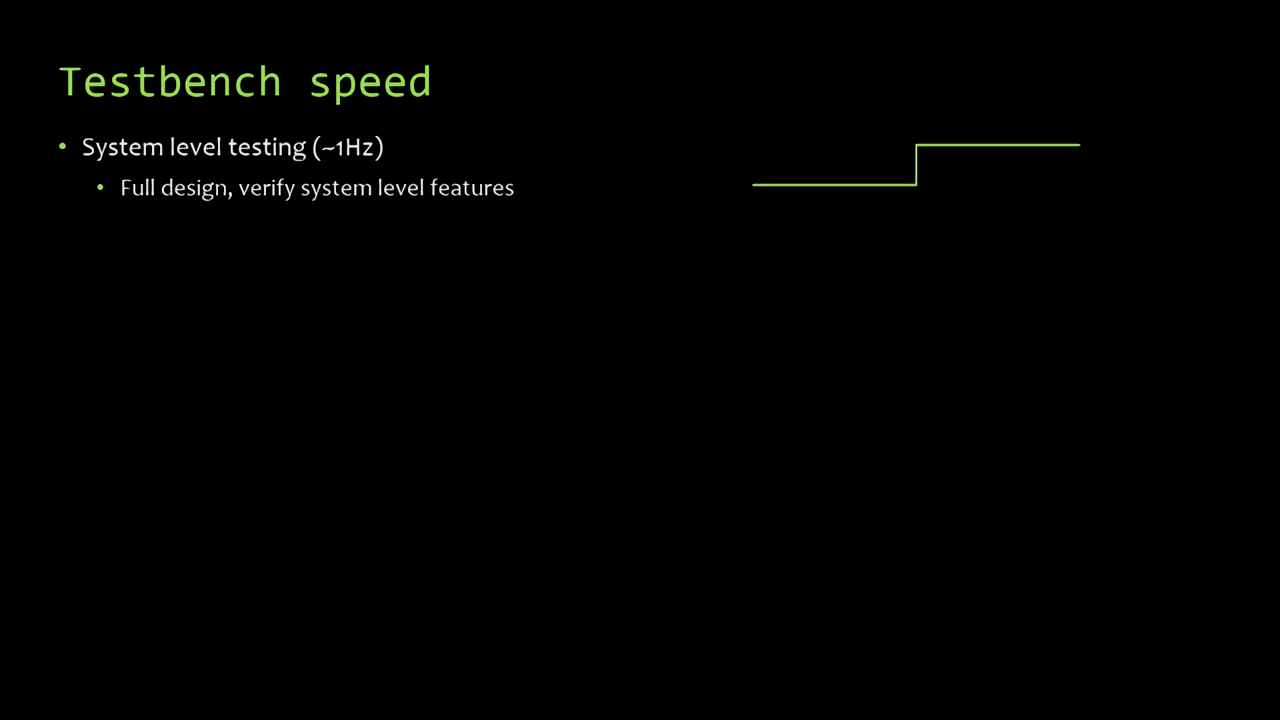 Testbench speed
• System level testing (~1Hz)
• Full design, verify system level features